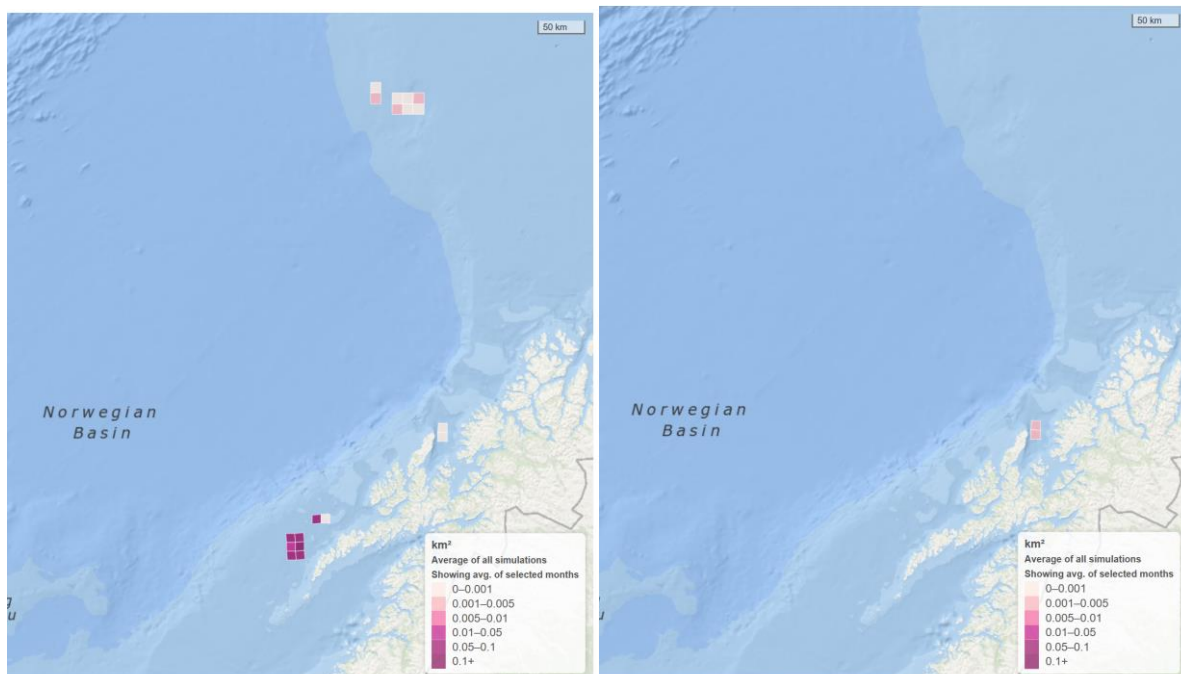 50 km
Norwegian
Basin
g
u
km²
Average of all simulations
Showing avg. of selected months
0–0.001
0.001–0.005
0.005–0.01
0.01–0.05
0.05–0.1
0.1+
50 km
Norwegian
Basin
u
km²
Average of all simulations
Showing avg. of selected months
0–0.001
0.001–0.005
0.005–0.01
0.01–0.05
0.05–0.1
0.1+